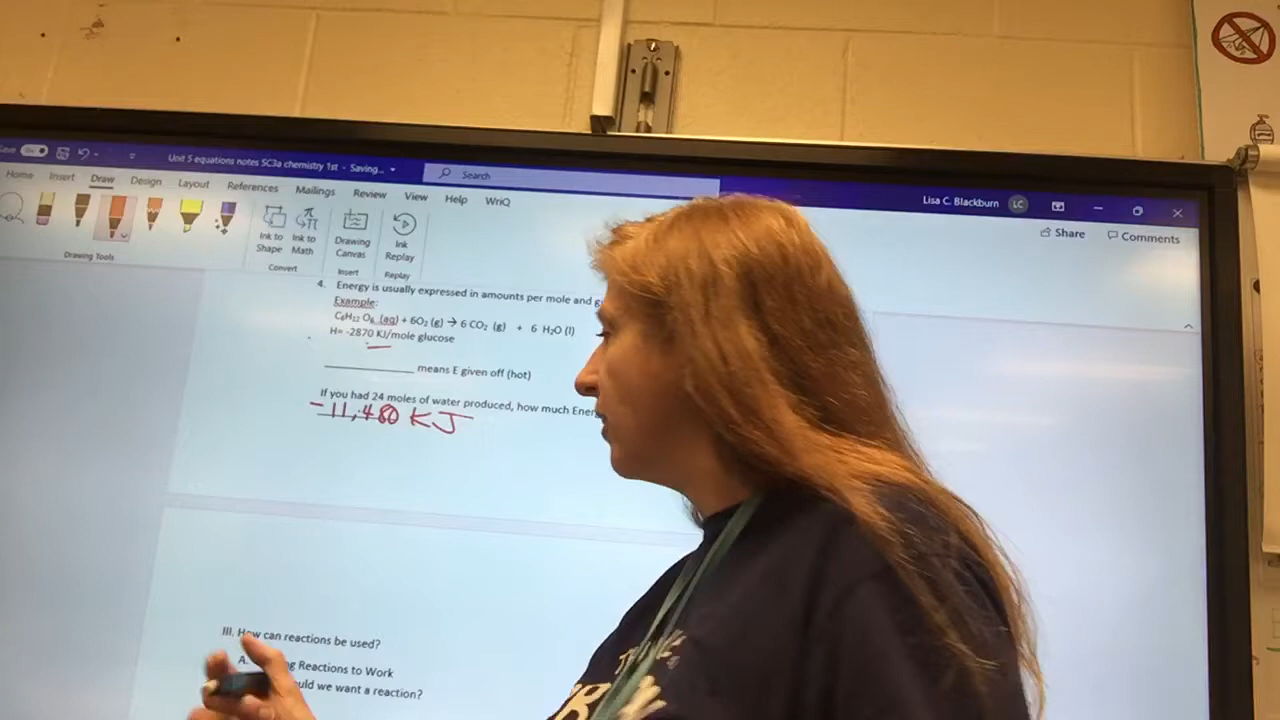 Save
Unit 5 equations notes SC3a chemistry 1st - Saving...
Search
Lisa C. Blackburn LC
Home Insert Draw Design Layout References Mailings Review View Help WriQ
Share Comments
Ink to Shape
Ink to Math
Drawing Canvas
Ink Replay
Drawing Tools
Convert
Insert
Replay
4. Energy is usually expressed in amounts per mole and
Example:
C6H12 O6 (aq) + 6O2 (g) → 6 CO2 (g) + 6 H2O (l)
H= -2870 KJ/mole glucose
__________ means E given off (hot)
If you had 24 moles of water produced, how much
-11,480 KJ
III. How can reactions be used?
A.
Reactions to Work
we want a reaction?